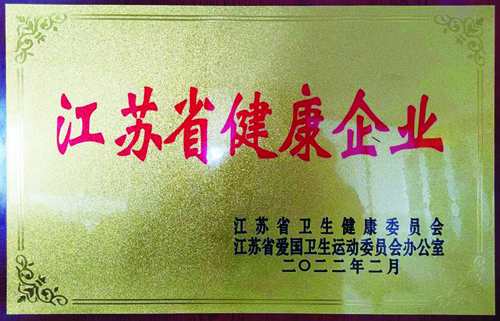 江苏省健康企业
江苏省卫生健康委员会
江苏省爱国卫生运动委员会办公室
二〇二二年二月